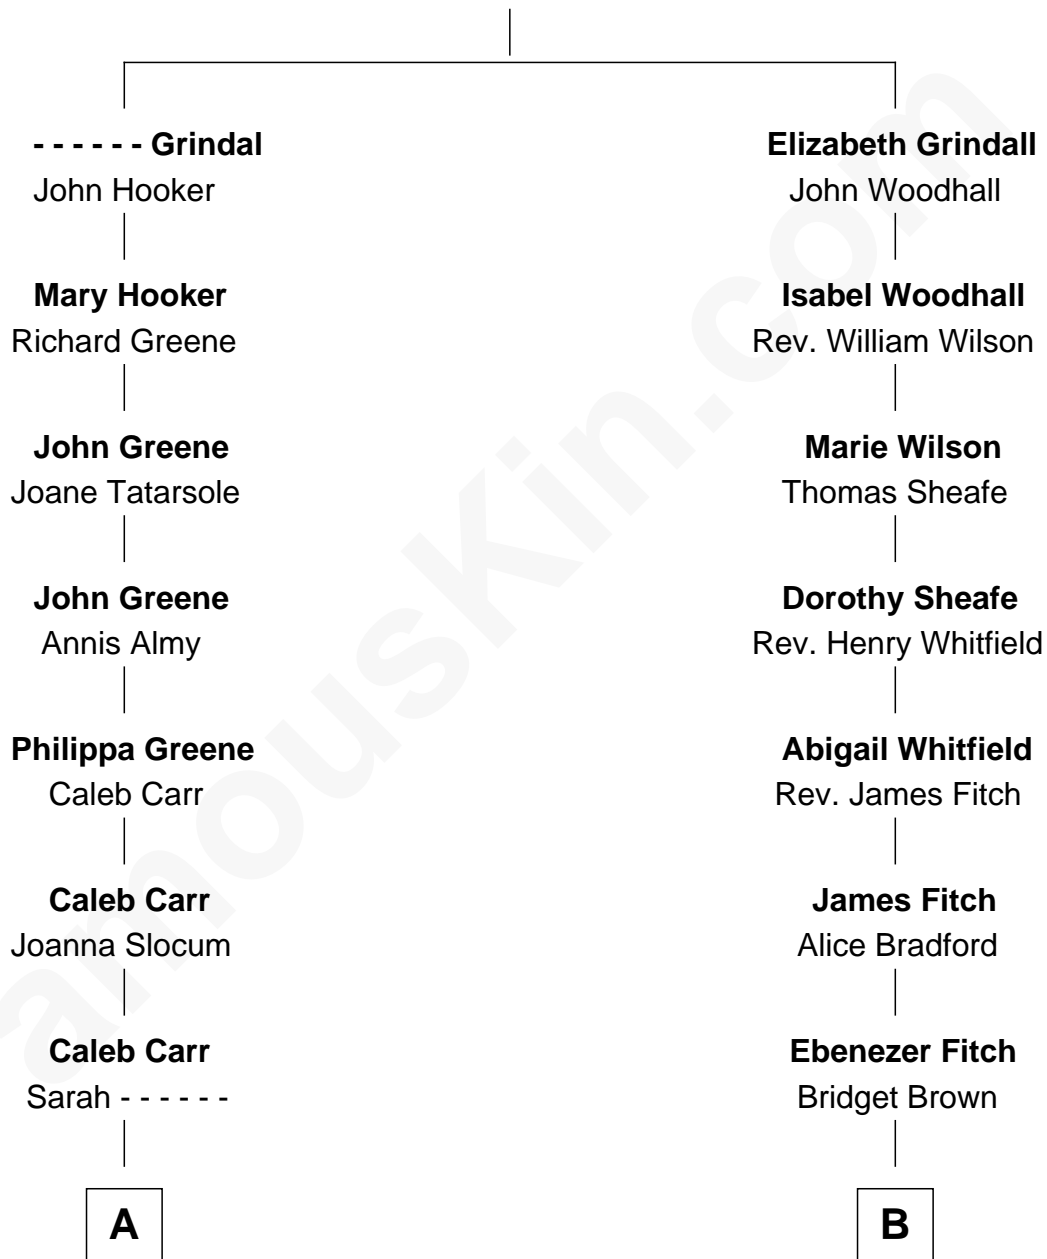 - - - - - - Grindal
John Hooker
Mary Hooker
Richard Greene
John Greene
Joane Tatarsole
John Greene
Annis Almy
Philippa Greene
Caleb Carr
Caleb Carr
Joanna Slocum
Caleb Carr
Sarah - - - - - -
A
Elizabeth Grindall
John Woodhall
Isabel Woodhall
Rev. William Wilson
Marie Wilson
Thomas Sheafe
Dorothy Sheafe
Rev. Henry Whitfield
Abigail Whitfield
Rev. James Fitch
James Fitch
Alice Bradford
Ebenezer Fitch
Bridget Brown
B
amouskin.com